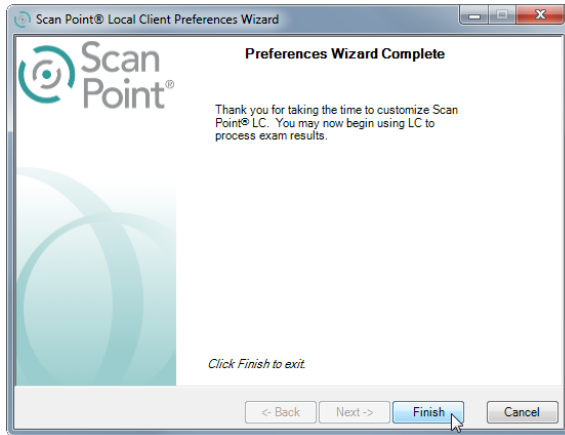 Scan Point® Local Client Preferences Wizard
Scan
Point®
Preferences Wizard Complete
Thank you for taking the time to customize Scan
Point® LC. You may now begin using LC to
process exam results.
Click Finish to exit.
<- Back
Next ->
Finish
Cancel